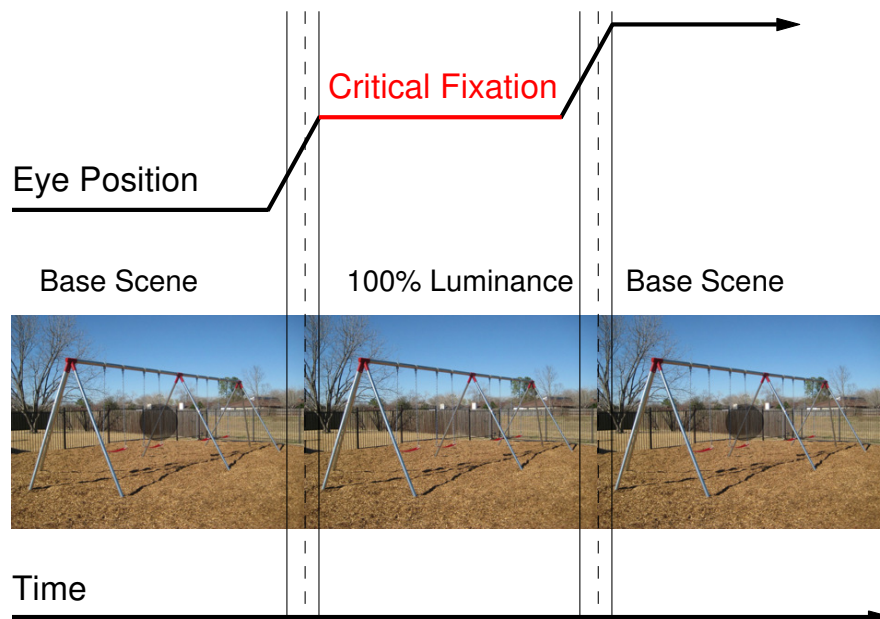 Critical Fixation
Eye Position
Base Scene
100% Luminance
Base Scene
Time